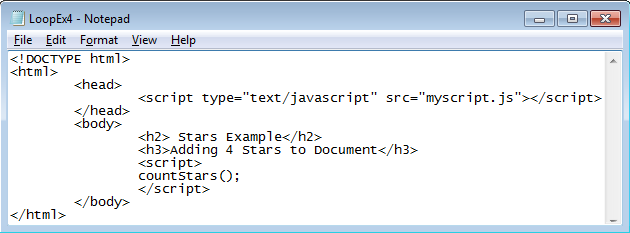 LoopEx4 - Notepad
File Edit Format View Help
<!DOCTYPE html>
<html>
<head>
<script type="text/javascript" src="myscript.js"></script>
</head>
<body>
<h2> Stars Example</h2>
<h3>Adding 4 Stars to Document</h3>
<script>
countStars();
</script>
</body>
</html>